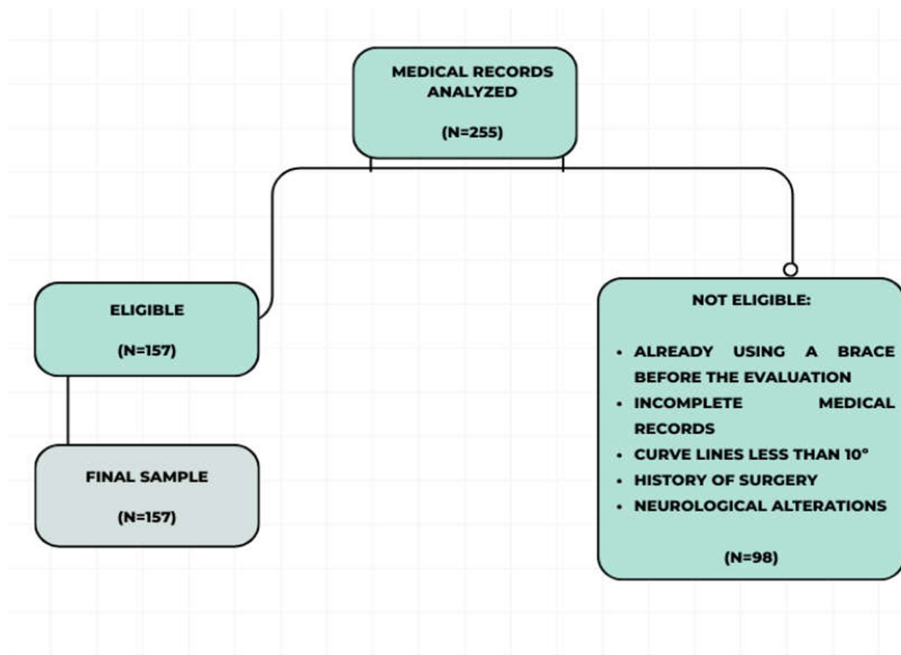 MEDICAL RECORDS
ANALYZED
(N=255)
ELIGIBLE
(N=157)
FINAL SAMPLE
(N=157)
NOT ELIGIBLE:
• ALREADY USING A BRACE
BEFORE THE EVALUATION
• INCOMPLETE MEDICAL
RECORDS
• CURVE LINES LESS THAN 10°
• HISTORY OF SURGERY
• NEUROLOGICAL ALTERATIONS
(N=98)